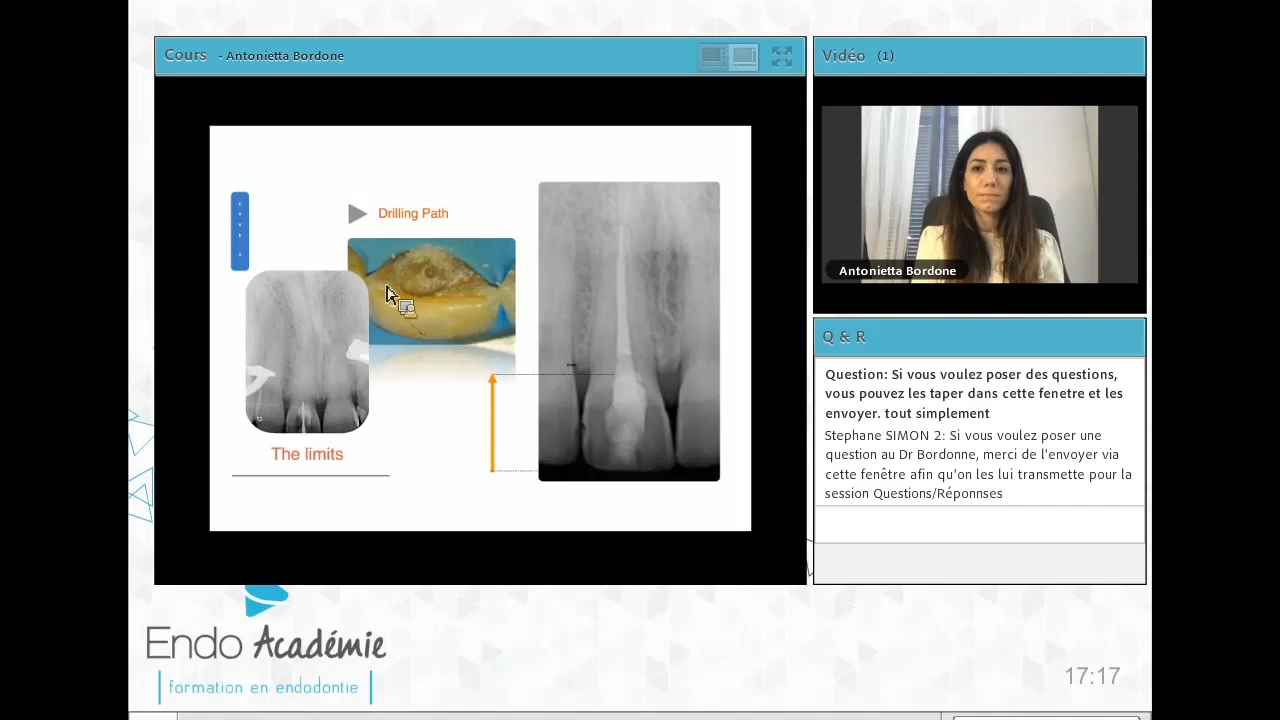 Cours - Antonietta Bordone
Drilling Path
The limits
Vidéo (1)
Antonietta Bordone
Q & R
Question: Si vous voulez poser des questions,
vous pouvez les taper dans cette fenetre et les
envoyer. tout simplement
Stephane SIMON 2: Si vous voulez poser une
question au Dr Bordonne, merci de l'envoyer via
cette fenêtre afin qu'on les lui transmette pour la
session Questions/Réponnses
Endo Académie
formation en endodontie
17:17